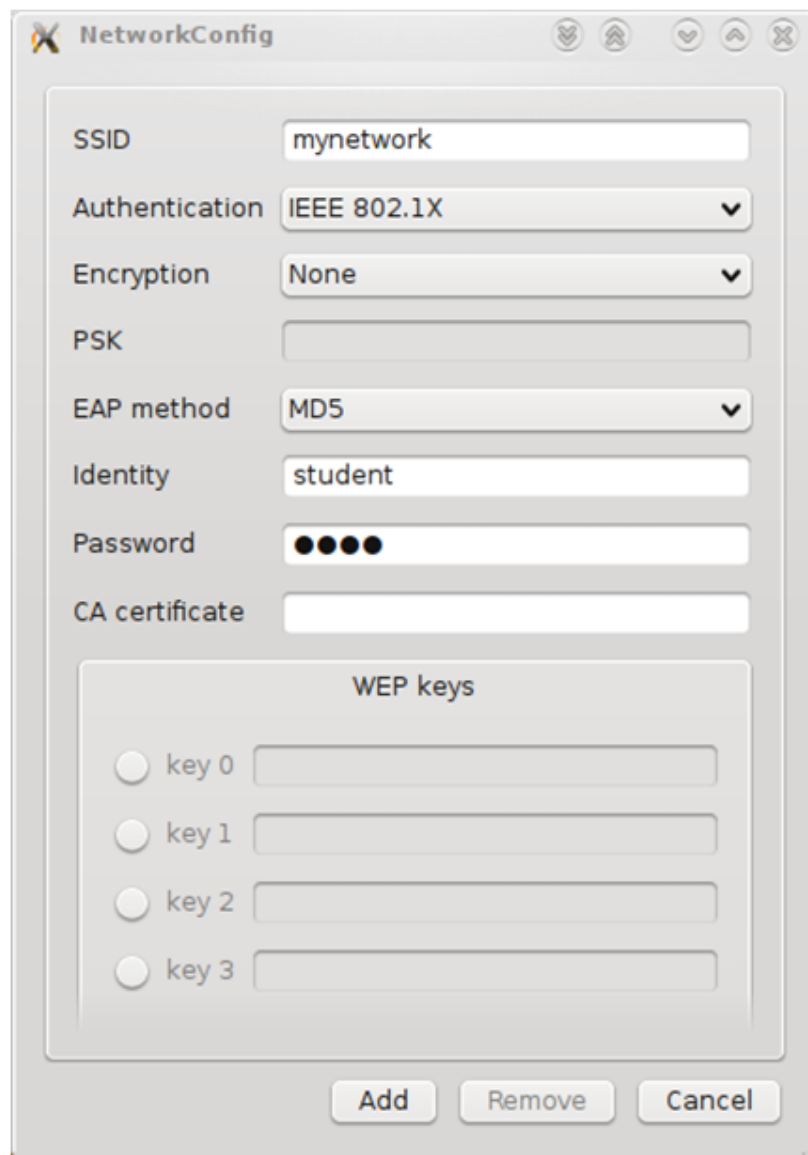 NetworkConfig
SSID mynetwork
Authentication IEEE 802.1X
Encryption None
PSK
EAP method MD5
Identity student
Password ●●●●
CA certificate
WEP keys
key 0
key 1
key 2
key 3
Add Remove Cancel